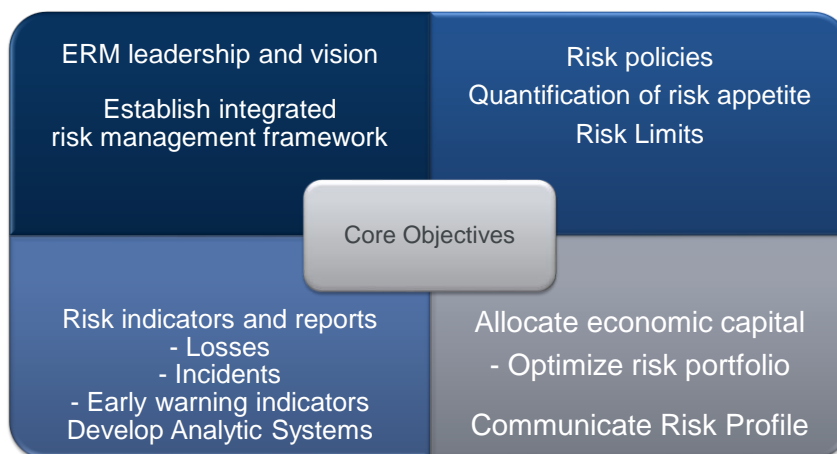 ERM leadership and vision
Establish integrated
risk management framework
Risk policies
Quantification of risk appetite
Risk Limits
Core Objectives
Risk indicators and reports
- Losses
- Incidents
- Early warning indicators
Develop Analytic Systems
Allocate economic capital
- Optimize risk portfolio
Communicate Risk Profile